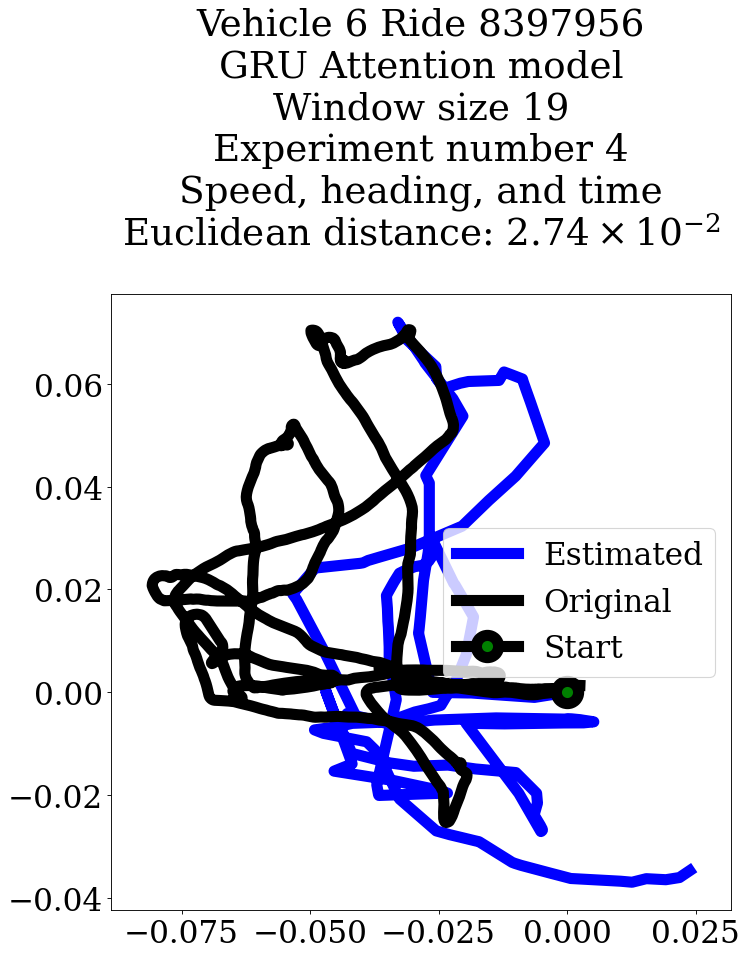 Vehicle 6 Ride 8397956
GRU Attention model
Window size 19
Experiment number 4
Speed, heading, and time
Euclidean distance: 2.74 × 10⁻²
0.06
0.04
0.02
0.00
−0.02
−0.04
Estimated
Original
Start
−0.075 −0.050 −0.025 0.000 0.025